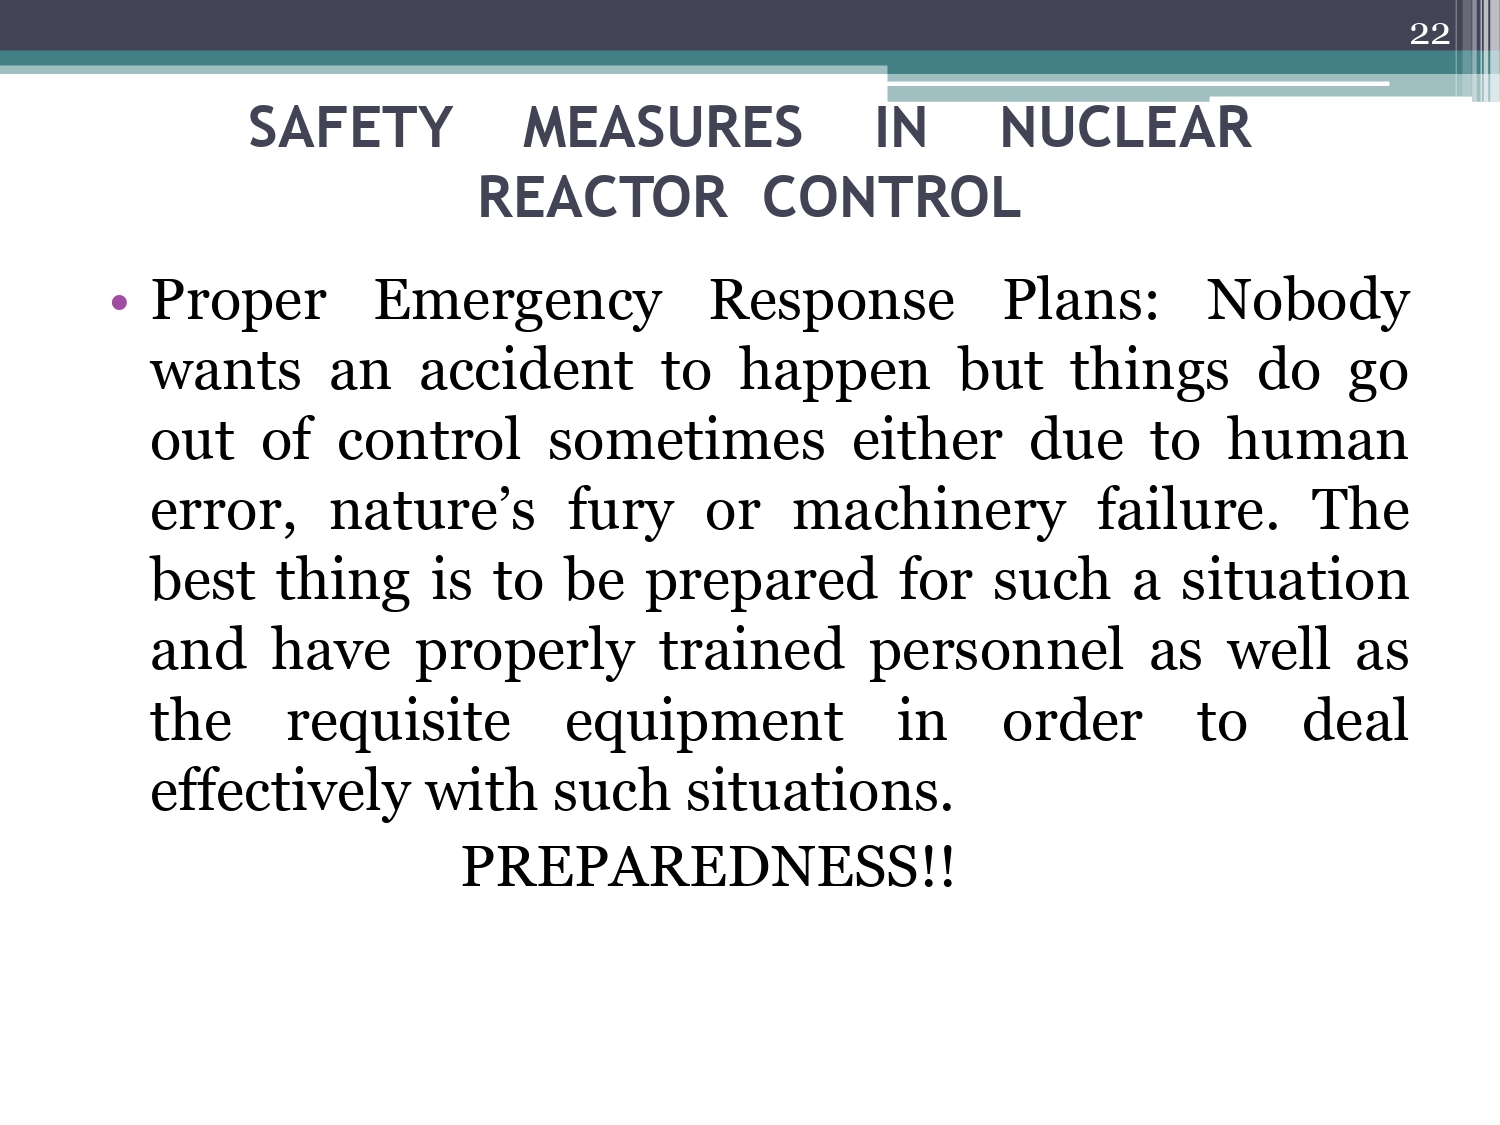 22
SAFETY MEASURES IN NUCLEAR
REACTOR CONTROL
• Proper Emergency Response Plans: Nobody
wants an accident to happen but things do go
out of control sometimes either due to human
error, nature’s fury or machinery failure. The
best thing is to be prepared for such a situation
and have properly trained personnel as well as
the requisite equipment in order to deal
effectively with such situations.
PREPAREDNESS!!